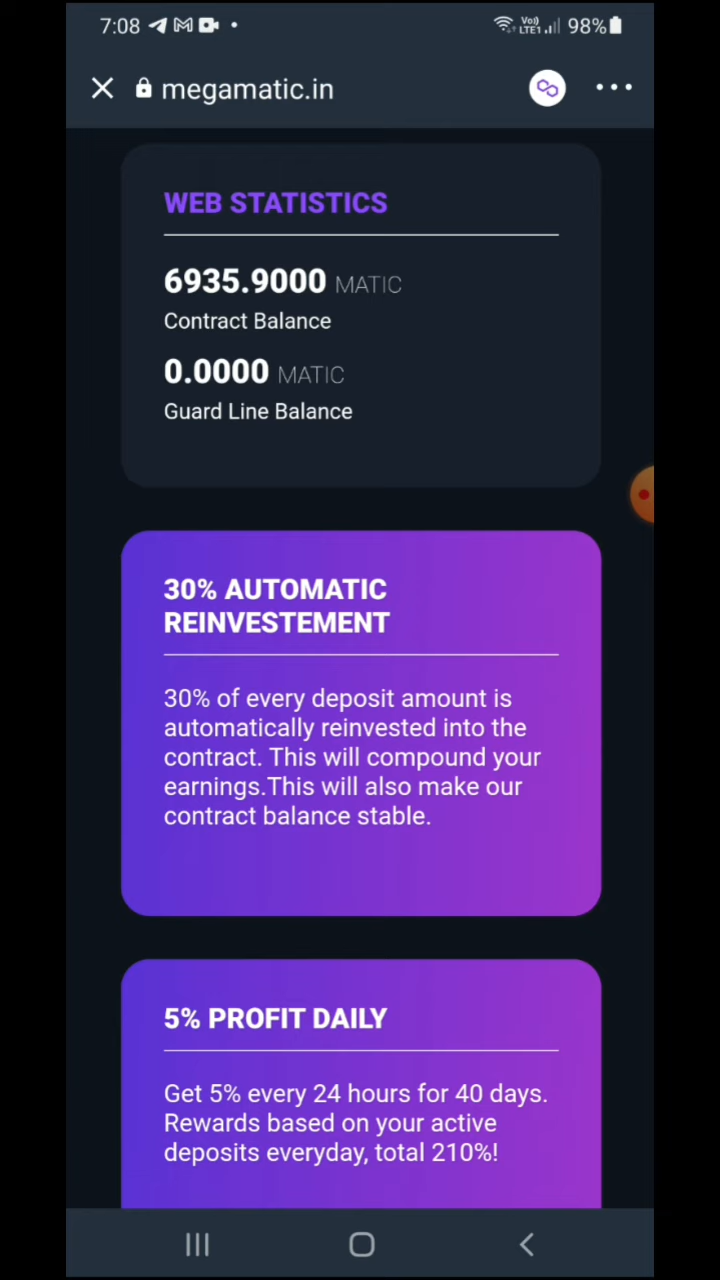 7:08 98%
Vo))
LTE1
megamatic.in
WEB STATISTICS
6935.9000 MATIC
Contract Balance
0.0000 MATIC
Guard Line Balance
30% AUTOMATIC
REINVESTEMENT
30% of every deposit amount is
automatically reinvested into the
contract. This will compound your
earnings.This will also make our
contract balance stable.
5% PROFIT DAILY
Get 5% every 24 hours for 40 days.
Rewards based on your active
deposits everyday, total 210%!